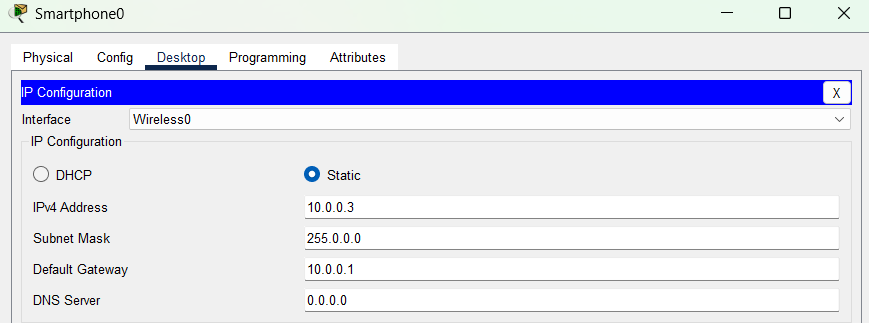 Smartphone0
Physical Config Desktop Programming Attributes
IP Configuration X
Interface Wireless0
IP Configuration
DHCP Static
IPv4 Address 10.0.0.3
Subnet Mask 255.0.0.0
Default Gateway 10.0.0.1
DNS Server 0.0.0.0